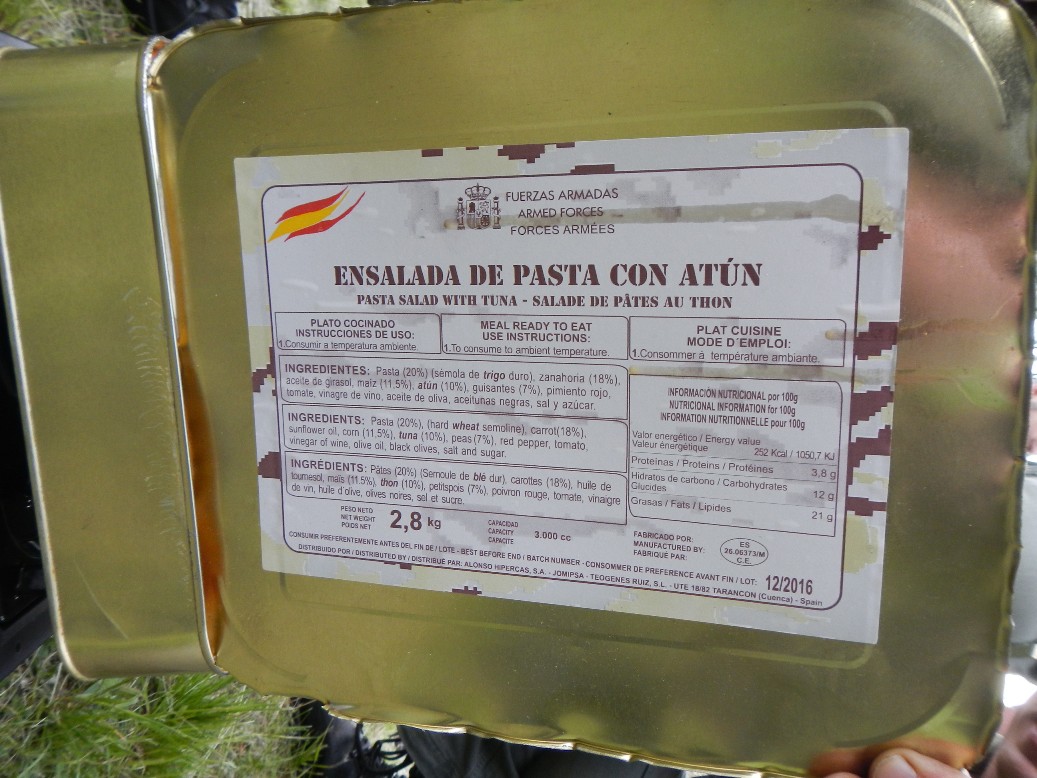 FUERZAS ARMADAS
ARMED FORCES
FORCES ARMÉES
ENSALADA DE PASTA CON ATÚN
PASTA SALAD WITH TUNA - SALADE DE PÂTES AU THON
PLATO COCINADO
INSTRUCCIONES DE USO:
1.Consumir a temperatura ambiente.
MEAL READY TO EAT
USE INSTRUCTIONS:
1.To consume to ambient temperature.
PLAT CUISINE
MODE D´EMPLOI:
1.Consommer à température ambiante.
INGREDIENTES: Pasta (20%) (sémola de trigo duro), zanahoria (18%),
aceite de girasol, maíz (11,5%), atún (10%), guisantes (7%), pimiento rojo,
tomate, vinagre de vino, aceite de oliva, aceitunas negras, sal y azúcar.
INGREDIENTS: Pasta (20%), (hard wheat semoline), carrot(18%),
sunflower oil, corn (11,5%), tuna (10%), peas (7%), red pepper, tomato,
vinegar of wine, olive oil, black olives, salt and sugar.
INGRÉDIENTS: Pâtes (20%) (Semoule de blé dur), carottes (18%), huile de
tournesol, maïs (11.5%), thon (10%), petitspois (7%), poivron rouge, tomate, vinaigre
de vin, huile d'olive, olives noires, sel et sucre.
INFORMACIÓN NUTRICIONAL por 100g
NUTRICIONAL INFORMATION for 100g
INFORMATION NUTRITIONNELLE pour 100g
Valor energético / Energy value
Valeur énergétique 252 Kcal / 1050,7 KJ
Proteínas / Proteins / Protéines 3,8 g
Hidratos de carbono / Carbohydrates
Glucides 12 g
Grasas / Fats / Lipides 21 g
PESO NETO
NET WEIGHT
POIDS NET
2,8 kg
CAPACIDAD
CAPACITY
CAPACITE
3.000 cc
FABRICADO POR:
MANUFACTURED BY:
FABRIQUÉ PAR:
ES
26.06373/M
C.E.
CONSUMIR PREFERENTEMENTE ANTES DEL FIN DE / LOTE - BEST BEFORE END / BATCH NUMBER - CONSOMMER DE PREFERENCE AVANT FIN / LOT: 12/2016
DISTRIBUIDO POR / DISTRIBUTED BY / DISTRIBUE PAR: ALONSO HIPERCAS, S.A. - JOMIPSA - TEOGENES RUIZ, S.L. - UTE 18/82 TARANCON (Cuenca) - Spain